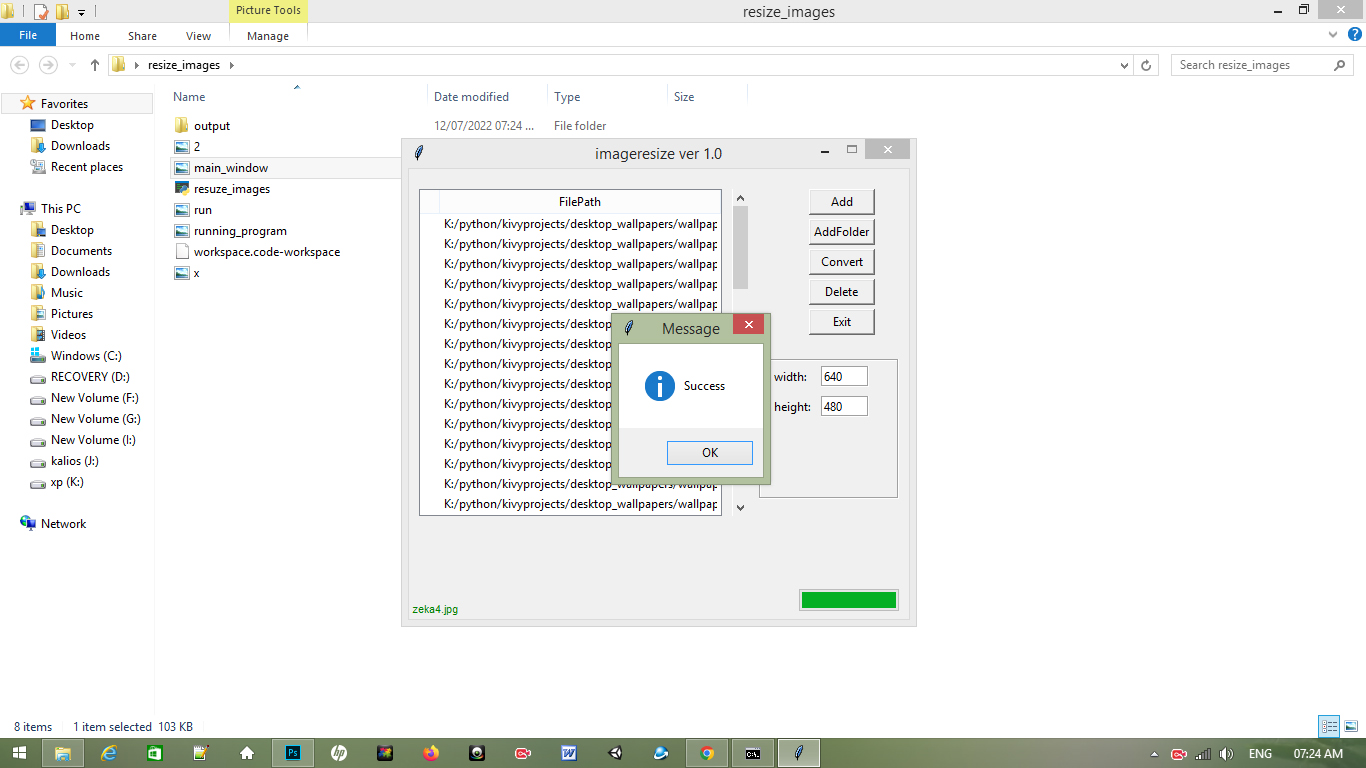 Picture Tools
resize_images
File
Home
Share
View
Manage
resize_images
Search resize_images
Name
Date modified
Type
Size
Favorites
Desktop
Downloads
Recent places
This PC
Desktop
Documents
Downloads
Music
Pictures
Videos
Windows (C:)
RECOVERY (D:)
New Volume (F:)
New Volume (G:)
New Volume (I:)
kalios (J:)
xp (K:)
Network
output
12/07/2022 07:24 ...
File folder
2
main_window
resuze_images
run
running_program
workspace.code-workspace
x
imageresize ver 1.0
FilePath
K:/python/kivyprojects/desktop_wallpapers/wallpap
K:/python/kivyprojects/desktop_wallpapers/wallpap
K:/python/kivyprojects/desktop_wallpapers/wallpap
K:/python/kivyprojects/desktop_wallpapers/wallpap
K:/python/kivyprojects/desktop_wallpapers/wallpap
K:/python/kivyprojects/desktop
K:/python/kivyprojects/desktop
K:/python/kivyprojects/desktop
K:/python/kivyprojects/desktop
K:/python/kivyprojects/desktop
K:/python/kivyprojects/desktop
K:/python/kivyprojects/desktop
K:/python/kivyprojects/desktop
K:/python/kivyprojects/desktop_wallpapers/wallpap
K:/python/kivyprojects/desktop_wallpapers/wallpap
Add
AddFolder
Convert
Delete
Exit
width:
640
height:
480
Message
Success
OK
zeka4.jpg
8 items
1 item selected 103 KB
Ps
hp
W
C:\
ENG
07:24 AM